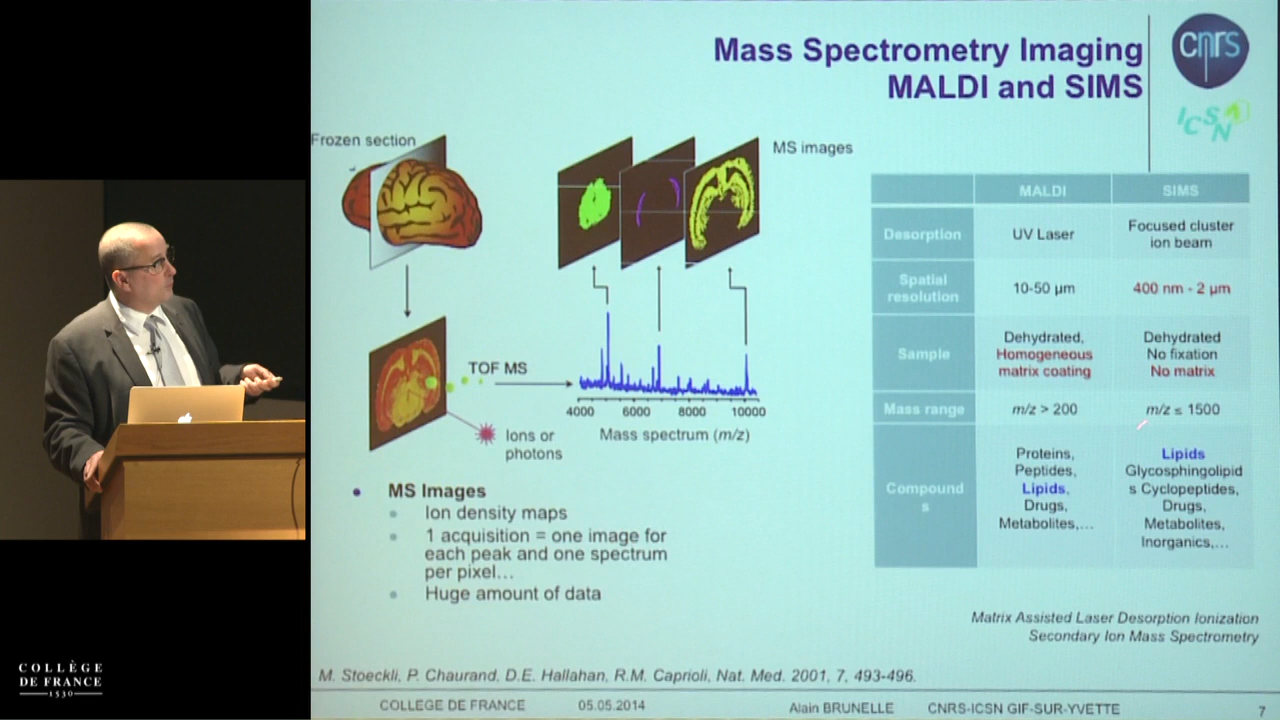 Mass Spectrometry Imaging
MALDI and SIMS
cnrs
ICSN
Frozen section
MS images
TOF MS
4000 6000 8000 10000
Mass spectrum (m/z)
Ions or
photons
MS Images
Ion density maps
1 acquisition = one image for
each peak and one spectrum
per pixel…
Huge amount of data
MALDI SIMS
Desorption
UV Laser
Focused cluster
ion beam
Spatial
resolution
10-50 µm
400 nm - 2 µm
Sample
Dehydrated,
Homogeneous
matrix coating
Dehydrated
No fixation
No matrix
Mass range
m/z > 200
m/z ≤ 1500
Compound
s
Proteins,
Peptides,
Lipids,
Drugs,
Metabolites,…
Lipids
Glycosphingolipid
s Cyclopeptides,
Drugs,
Metabolites,
Inorganics,…
Matrix Assisted Laser Desorption Ionization
Secondary Ion Mass Spectrometry
M. Stoeckli, P. Chaurand, D.E. Hallahan, R.M. Caprioli, Nat. Med. 2001, 7, 493-496.
COLLEGE DE FRANCE 05.05.2014 Alain BRUNELLE CNRS-ICSN GIF-SUR-YVETTE 7
COLLÈGE
DE FRANCE
1530